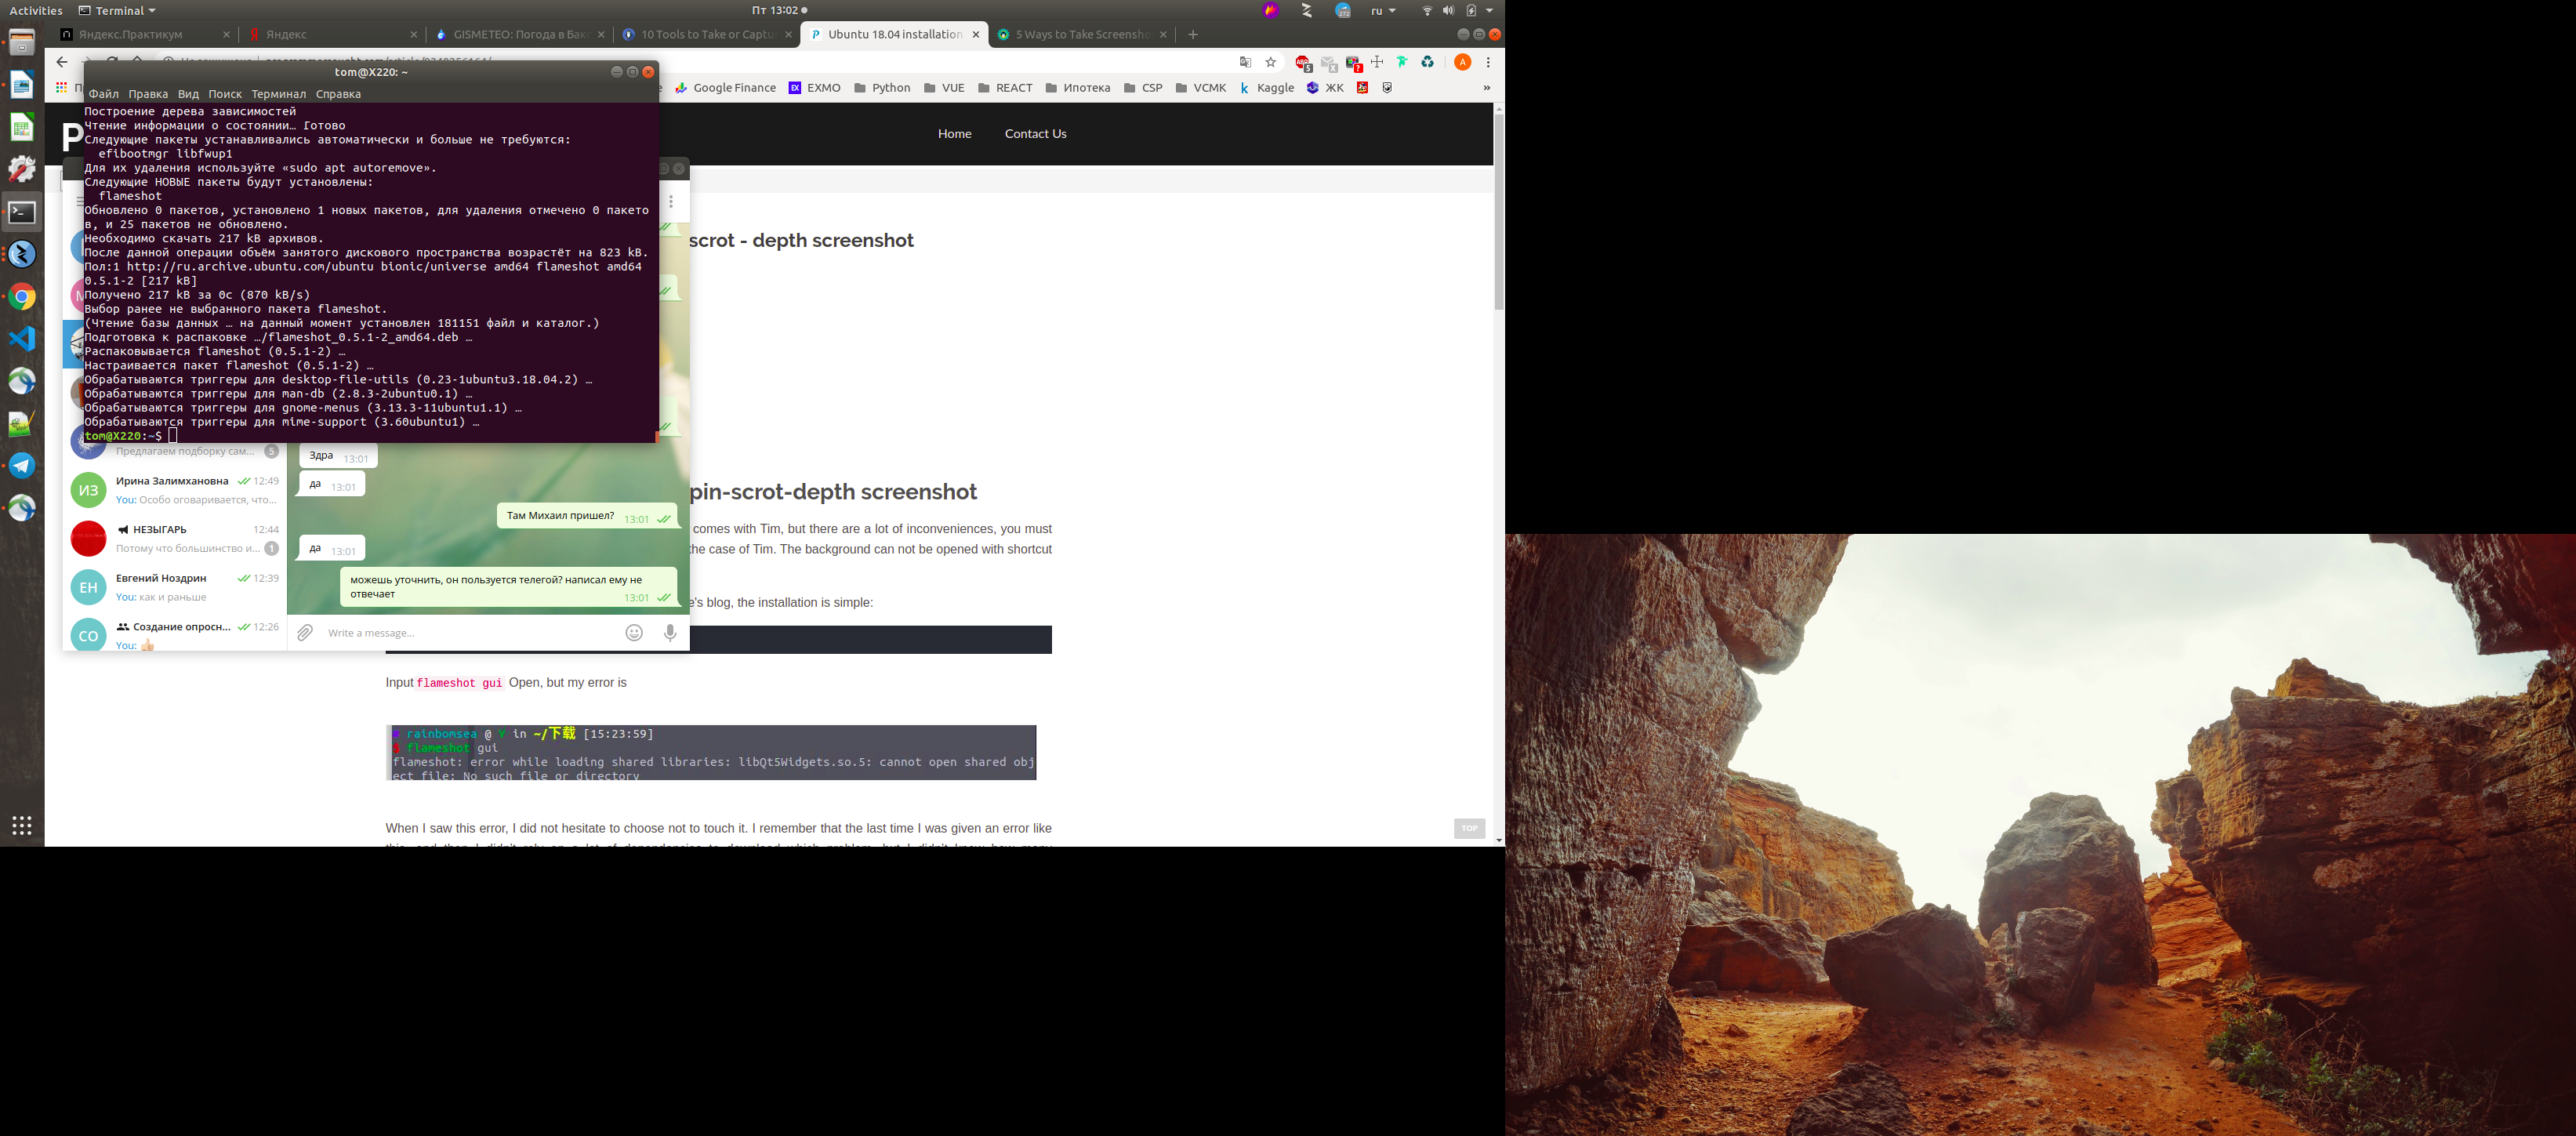 Activities Terminal Пт 13:02 ru
Яндекс.Практикум
Яндекс
GISMETEO: Погода в Бак
10 Tools to Take or Captur
Ubuntu 18.04 installation
5 Ways to Take Screensho
Google Finance EXMO Python VUE REACT Ипотека CSP VCMK Kaggle ЖК »
Home Contact Us
tom@X220: ~
Файл Правка Вид Поиск Терминал Справка
Построение дерева зависимостей
Чтение информации о состоянии… Готово
Следующие пакеты устанавливались автоматически и больше не требуются:
efibootmgr libfwup1
Для их удаления используйте «sudo apt autoremove».
Следующие НОВЫЕ пакеты будут установлены:
flameshot
Обновлено 0 пакетов, установлено 1 новых пакетов, для удаления отмечено 0 пакето
в, и 25 пакетов не обновлено.
Необходимо скачать 217 kB архивов.
После данной операции объём занятого дискового пространства возрастёт на 823 kB.
Пол:1 http://ru.archive.ubuntu.com/ubuntu bionic/universe amd64 flameshot amd64
0.5.1-2 [217 kB]
Получено 217 kB за 0с (870 kB/s)
Выбор ранее не выбранного пакета flameshot.
(Чтение базы данных … на данный момент установлен 181151 файл и каталог.)
Подготовка к распаковке …/flameshot_0.5.1-2_amd64.deb …
Распаковывается flameshot (0.5.1-2) …
Настраивается пакет flameshot (0.5.1-2) …
Обрабатываются триггеры для desktop-file-utils (0.23-1ubuntu3.18.04.2) …
Обрабатываются триггеры для man-db (2.8.3-2ubuntu0.1) …
Обрабатываются триггеры для gnome-menus (3.13.3-11ubuntu1.1) …
Обрабатываются триггеры для mime-support (3.60ubuntu1) …
tom@X220:~$
Предлагаем подборку сам... 5
Ирина Залимхановна 12:49
You: Особо оговаривается, что...
НЕЗЫГАРЬ 12:44
Потому что большинство и... 1
ЕН Евгений Ноздрин 12:39
You: как и раньше
СО Создание опросн... 12:26
You:
Здра 13:01
да 13:01
Там Михаил пришел? 13:01
да 13:01
можешь уточнить, он пользуется телегой? написал ему не
отвечает
13:01
Write a message...
scrot - depth screenshot
pin-scrot-depth screenshot
comes with Tim, but there are a lot of inconveniences, you must
the case of Tim. The background can not be opened with shortcut
e's blog, the installation is simple:
Input flameshot gui Open, but my error is
rainbomsea @ Y in ~/下载 [15:23:59]
$ flameshot gui
flameshot: error while loading shared libraries: libQt5Widgets.so.5: cannot open shared obj
ect file: No such file or directory
When I saw this error, I did not hesitate to choose not to touch it. I remember that the last time I was given an error like
TOP